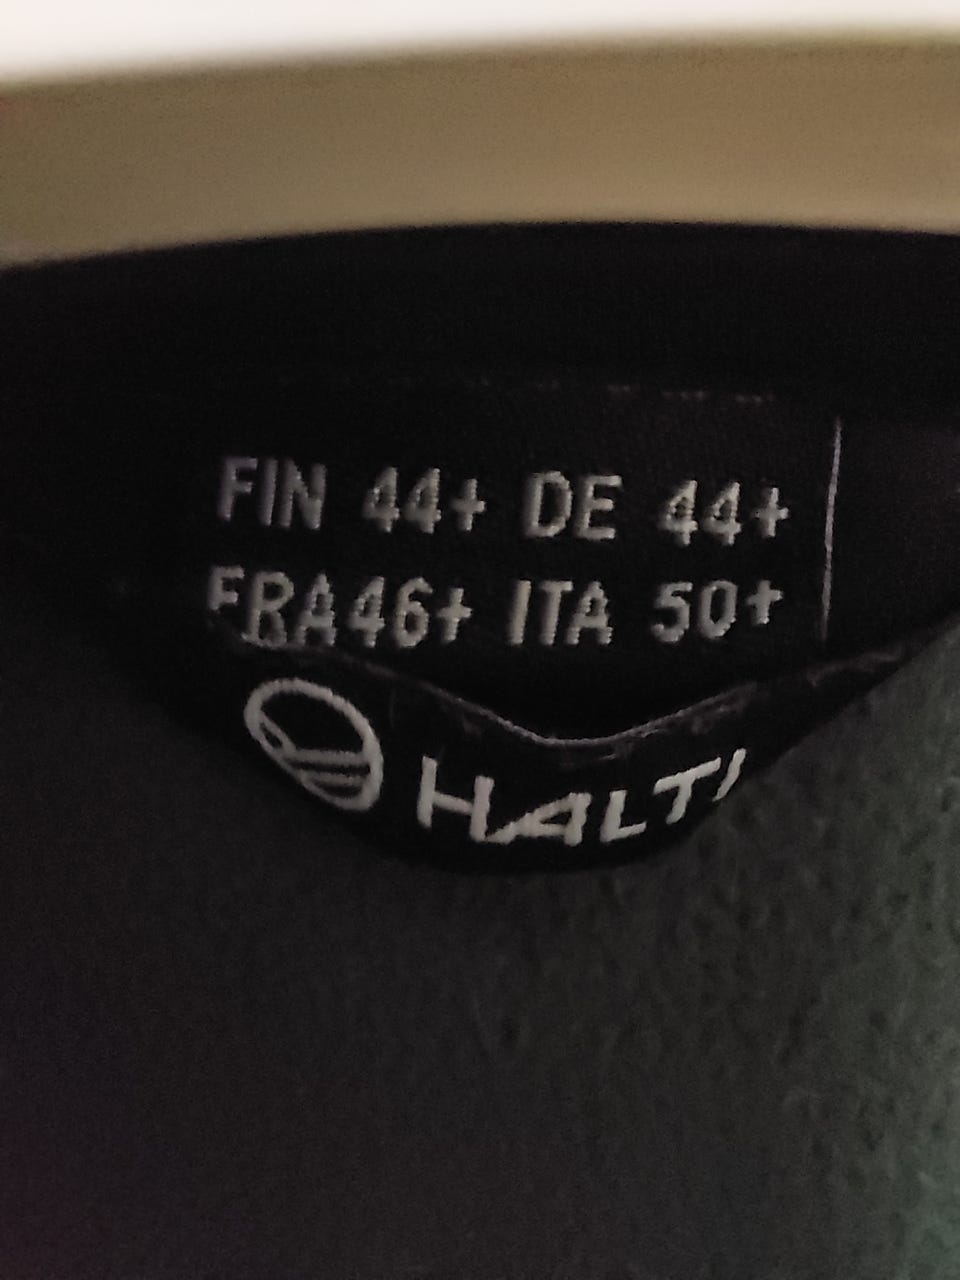 FIN 44+ DE 44+
FRA46+ ITA 50+
HALTI